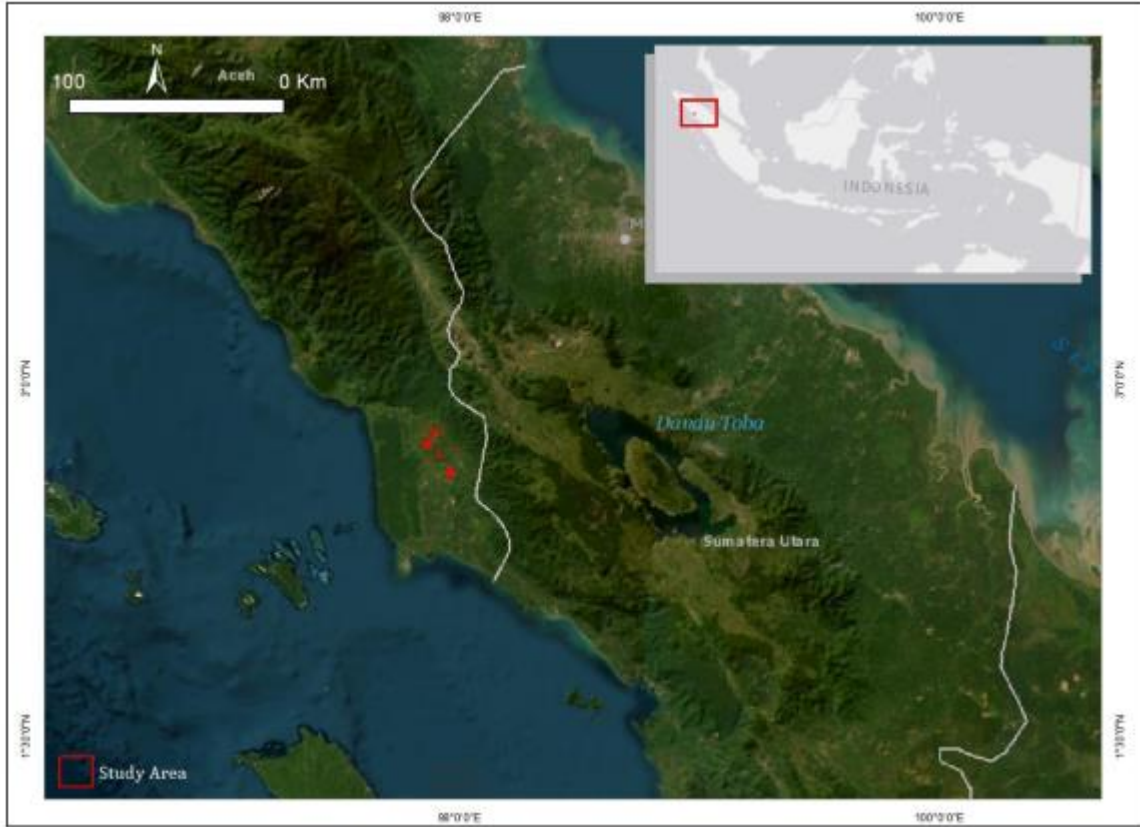 98°0'0"E 100°0'0"E
N
Aceh
100 0 Km
INDONESIA
3°0'0"N 3°0'0"N
Danau Toba
Sumatera Utara
1°30'0"N 1°30'0"N
Study Area
98°0'0"E 100°0'0"E